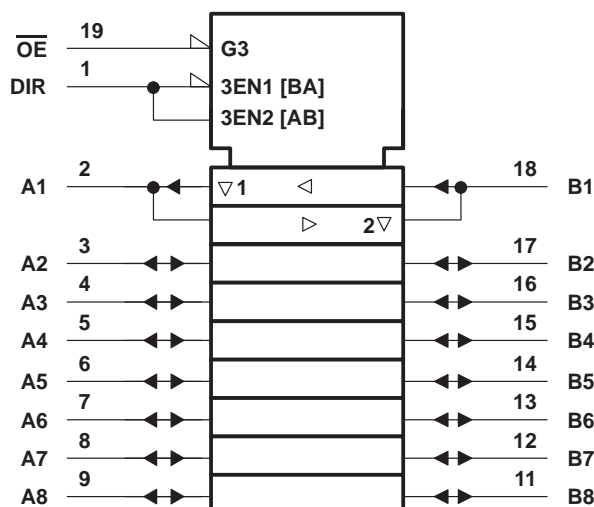 19
OE
G3
1
DIR
3EN1 [BA]
3EN2 [AB]
2
18
A1
1
B1
2
3
17
A2
B2
4
16
A3
B3
5
15
A4
B4
6
14
A5
B5
7
13
A6
B6
8
12
A7
B7
9
11
A8
B8